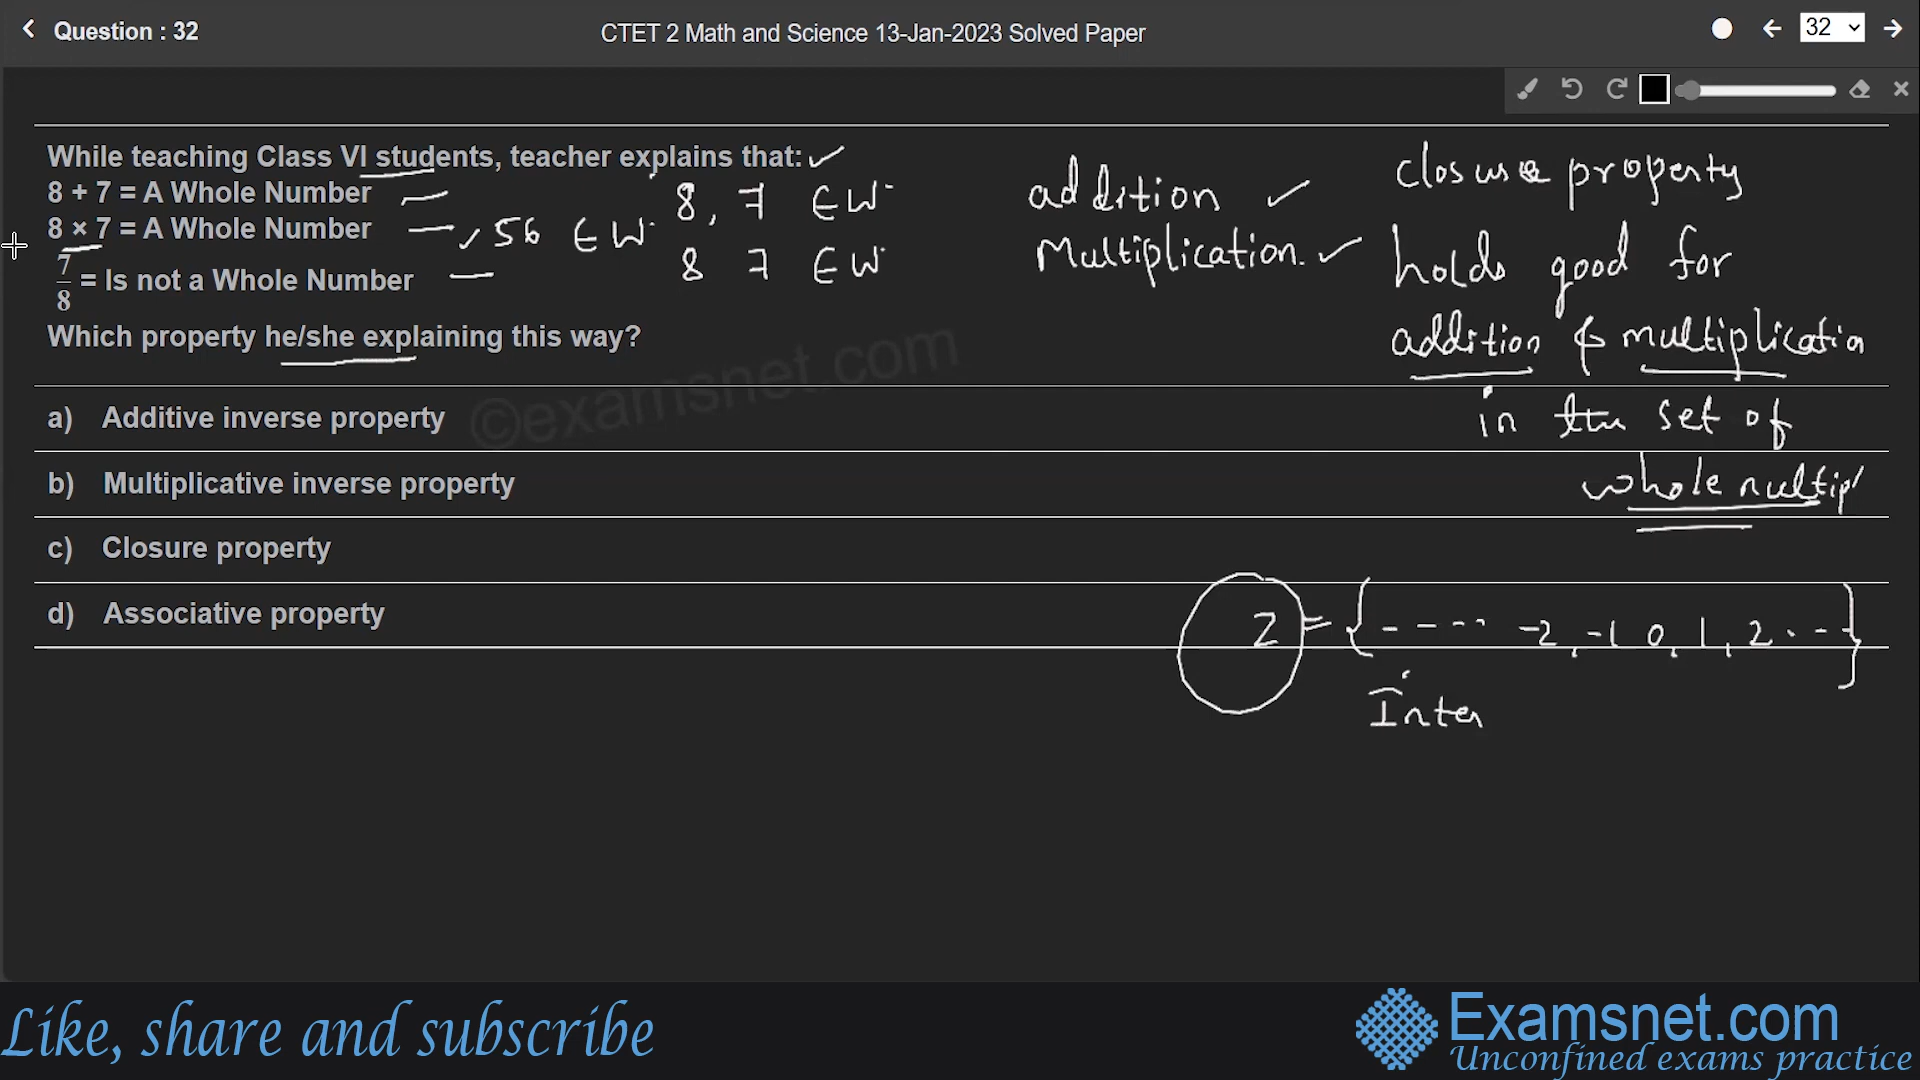 Question : 32
CTET 2 Math and Science 13-Jan-2023 Solved Paper
32
While teaching Class VI students, teacher explains that:
8 + 7 = A Whole Number
8 × 7 = A Whole Number
7/8 = Is not a Whole Number
Which property he/she explaining this way?
8, 7 ∈ W
56 ∈ W
8 7 ∈ W
addition
Multiplication.
closure property
holds good for
addition & multiplication
in the set of
whole multipl
©examsnet.com
a) Additive inverse property
b) Multiplicative inverse property
c) Closure property
d) Associative property
Z = { - - - - -2, -1 0, 1, 2 . - - }
Inter
Like, share and subscribe
Examsnet.com
Unconfined exams practice